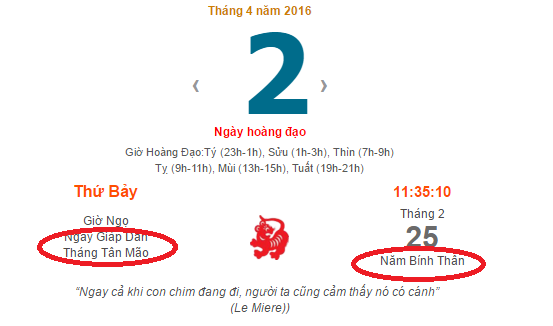 Tháng 4 năm 2016
2
Ngày hoàng đạo
Giờ Hoàng Đạo:Tý (23h-1h), Sửu (1h-3h), Thìn (7h-9h)
Tỵ (9h-11h), Mùi (13h-15h), Tuất (19h-21h)
Thứ Bảy
Giờ Ngọ
Ngày Giáp Dần
Tháng Tân Mão
11:35:10
Tháng 2
25
Năm Bính Thân
“Ngay cả khi con chim đang đi, người ta cũng cảm thấy nó có cánh”
(Le Miere))